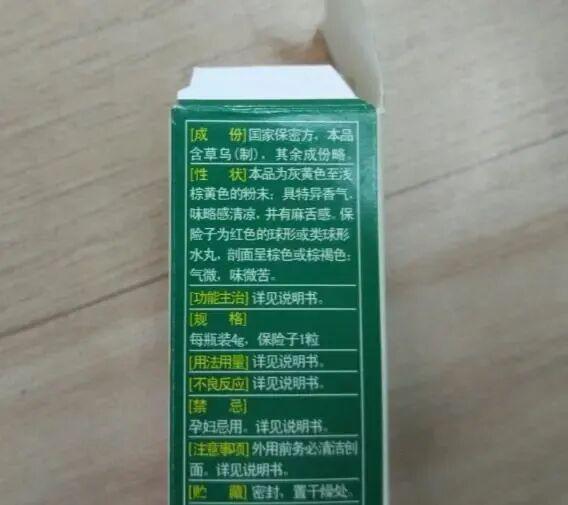 [成 份]国家保密方，本品
含草乌(制)，其余成份略。
[性 状]本品为灰黄色至浅
棕黄色的粉末；具特异香气，
味略感清凉，并有麻舌感。保
险子为红色的球形或类球形
水丸，剖面呈棕色或棕褐色；
气微，味微苦。
[功能主治]详见说明书。
[规 格]
每瓶装4g，保险子1粒
[用法用量]详见说明书。
[不良反应]详见说明书。
[禁 忌]
孕妇忌用。详见说明书。
[注意事项]外用前务必清洁创
面。详见说明书。
[贮 藏]密封，置干燥处。